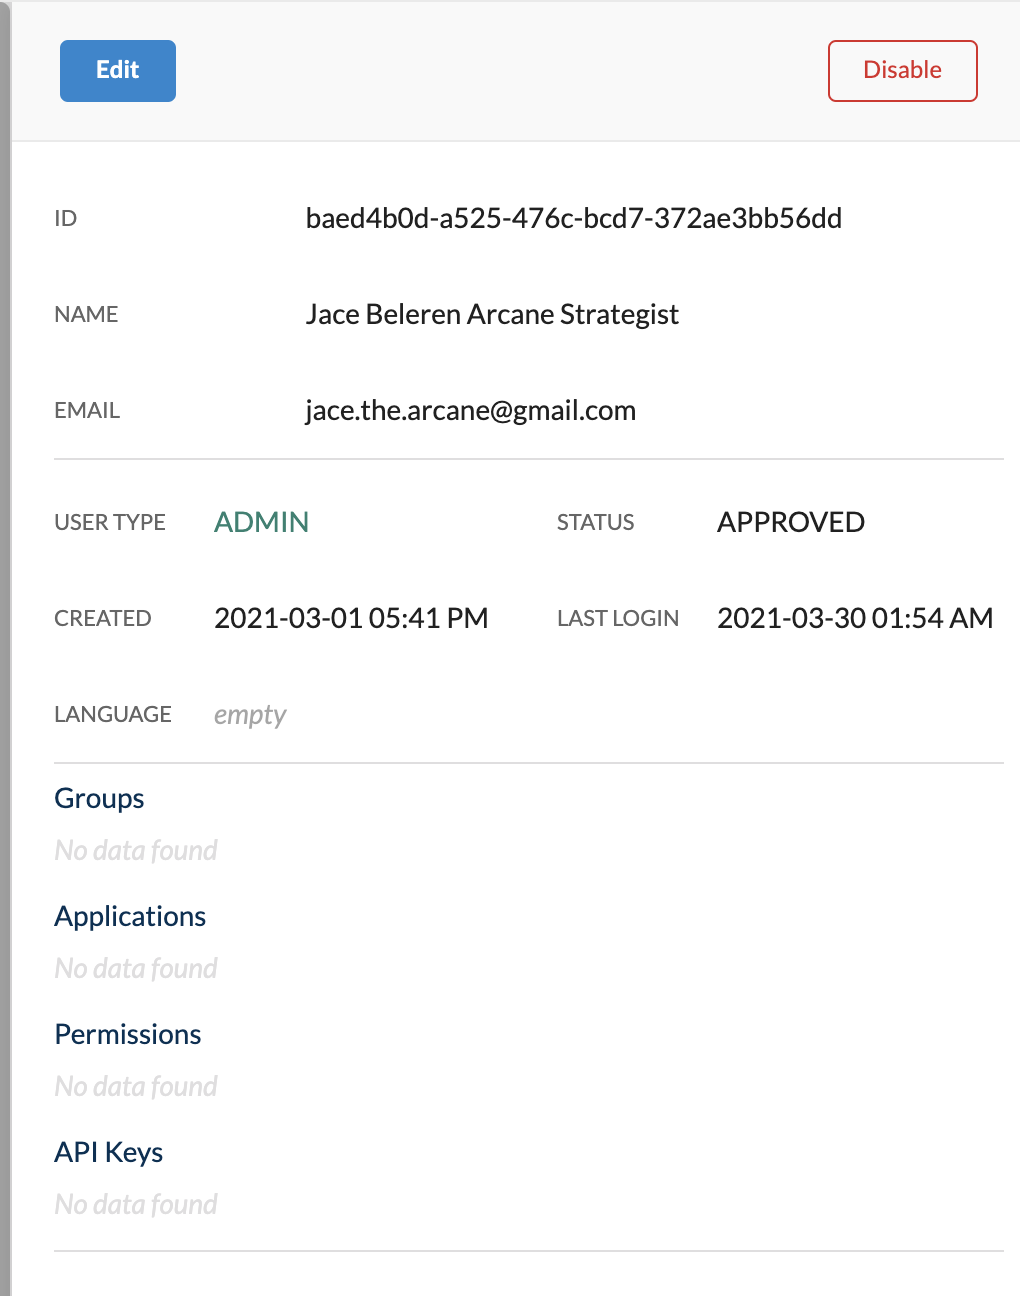 Edit
Disable
ID baed4b0d-a525-476c-bcd7-372ae3bb56dd
NAME Jace Beleren Arcane Strategist
EMAIL jace.the.arcane@gmail.com
USER TYPE ADMIN STATUS APPROVED
CREATED 2021-03-01 05:41 PM LAST LOGIN 2021-03-30 01:54 AM
LANGUAGE empty
Groups
No data found
Applications
No data found
Permissions
No data found
API Keys
No data found